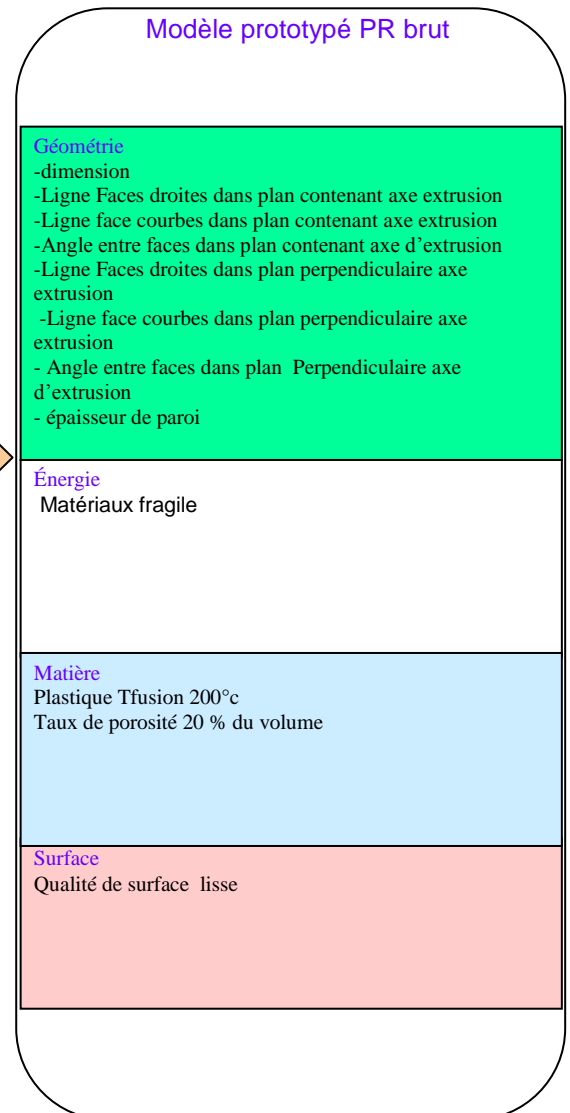 Modèle prototypé PR brut
Géométrie
-dimension
-Ligne Faces droites dans plan contenant axe extrusion
-Ligne face courbes dans plan contenant axe extrusion
-Angle entre faces dans plan contenant axe d’extrusion
-Ligne Faces droites dans plan perpendiculaire axe
extrusion
-Ligne face courbes dans plan perpendiculaire axe
extrusion
- Angle entre faces dans plan Perpendiculaire axe
d’extrusion
- épaisseur de paroi
Énergie
Matériaux fragile
Matière
Plastique Tfusion 200°c
Taux de porosité 20 % du volume
Surface
Qualité de surface lisse